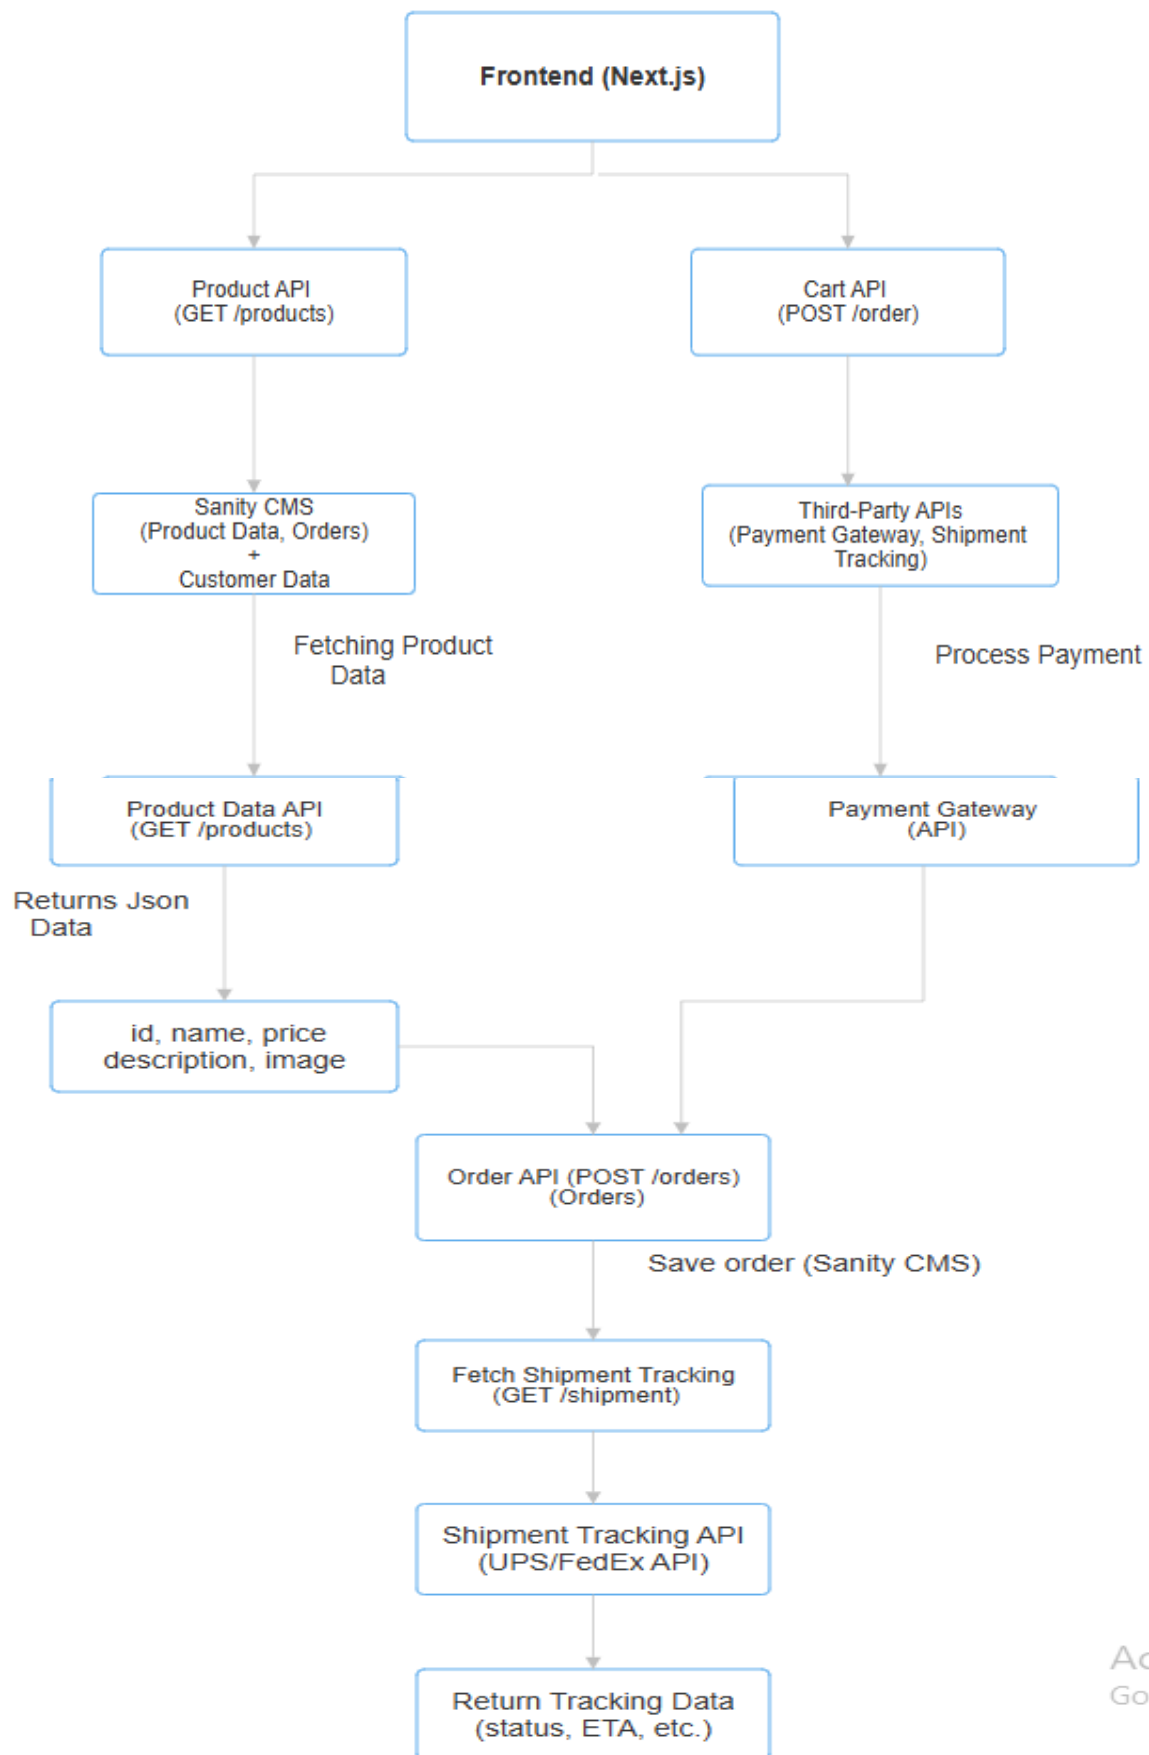 Frontend (Next.js)
Product API
(GET /products)
Cart API
(POST /order)
Sanity CMS
(Product Data, Orders)
+
Customer Data
Third-Party APIs
(Payment Gateway, Shipment
Tracking)
Fetching Product
Data
Process Payment
Product Data API
(GET /products)
Payment Gateway
(API)
Returns Json
Data
id, name, price
description, image
Order API (POST /orders)
(Orders)
Save order (Sanity CMS)
Fetch Shipment Tracking
(GET /shipment)
Shipment Tracking API
(UPS/FedEx API)
Return Tracking Data
(status, ETA, etc.)